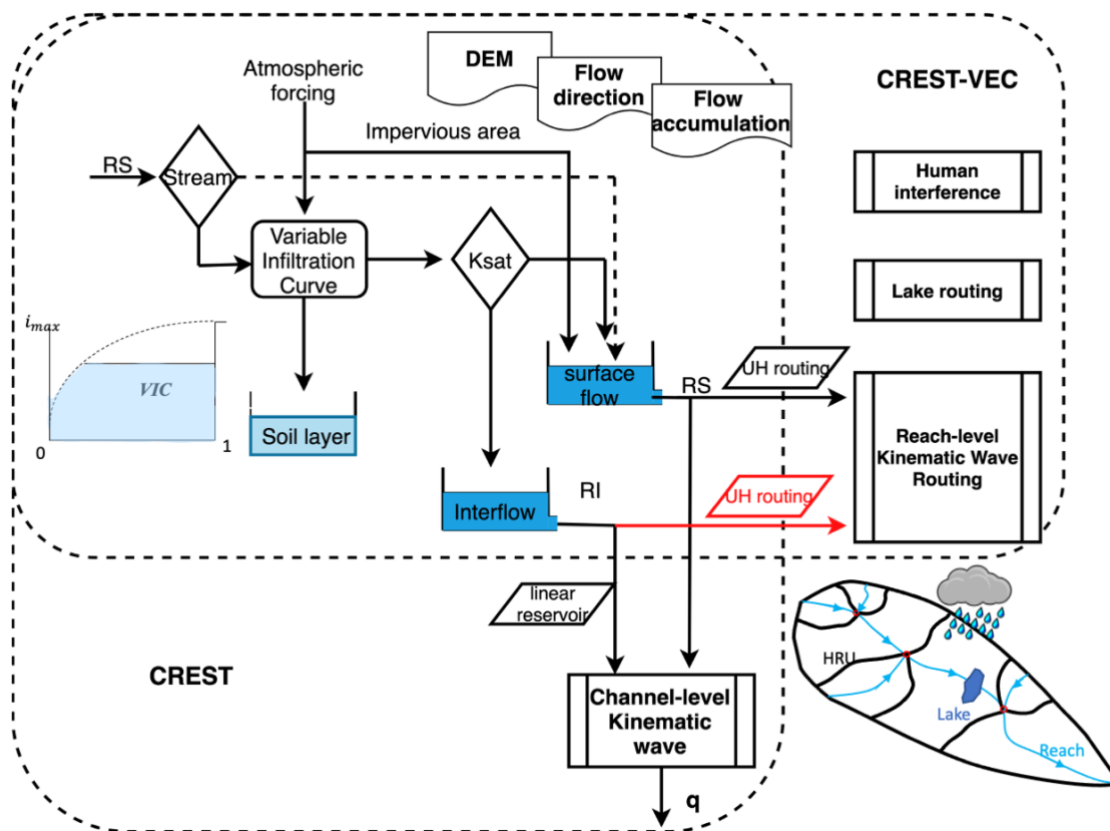 DEM
Flow
direction
Flow
accumulation
CREST-VEC
Atmospheric
forcing
Impervious area
RS
Stream
Human
interference
Variable
Infiltration
Curve
Ksat
Lake routing
imax
VIC
0
1
Soil layer
surface
flow
RS
UH routing
Reach-level
Kinematic Wave
Routing
Interflow
RI
UH routing
linear
reservoir
CREST
Channel-level
Kinematic
wave
q
HRU
Lake
Reach